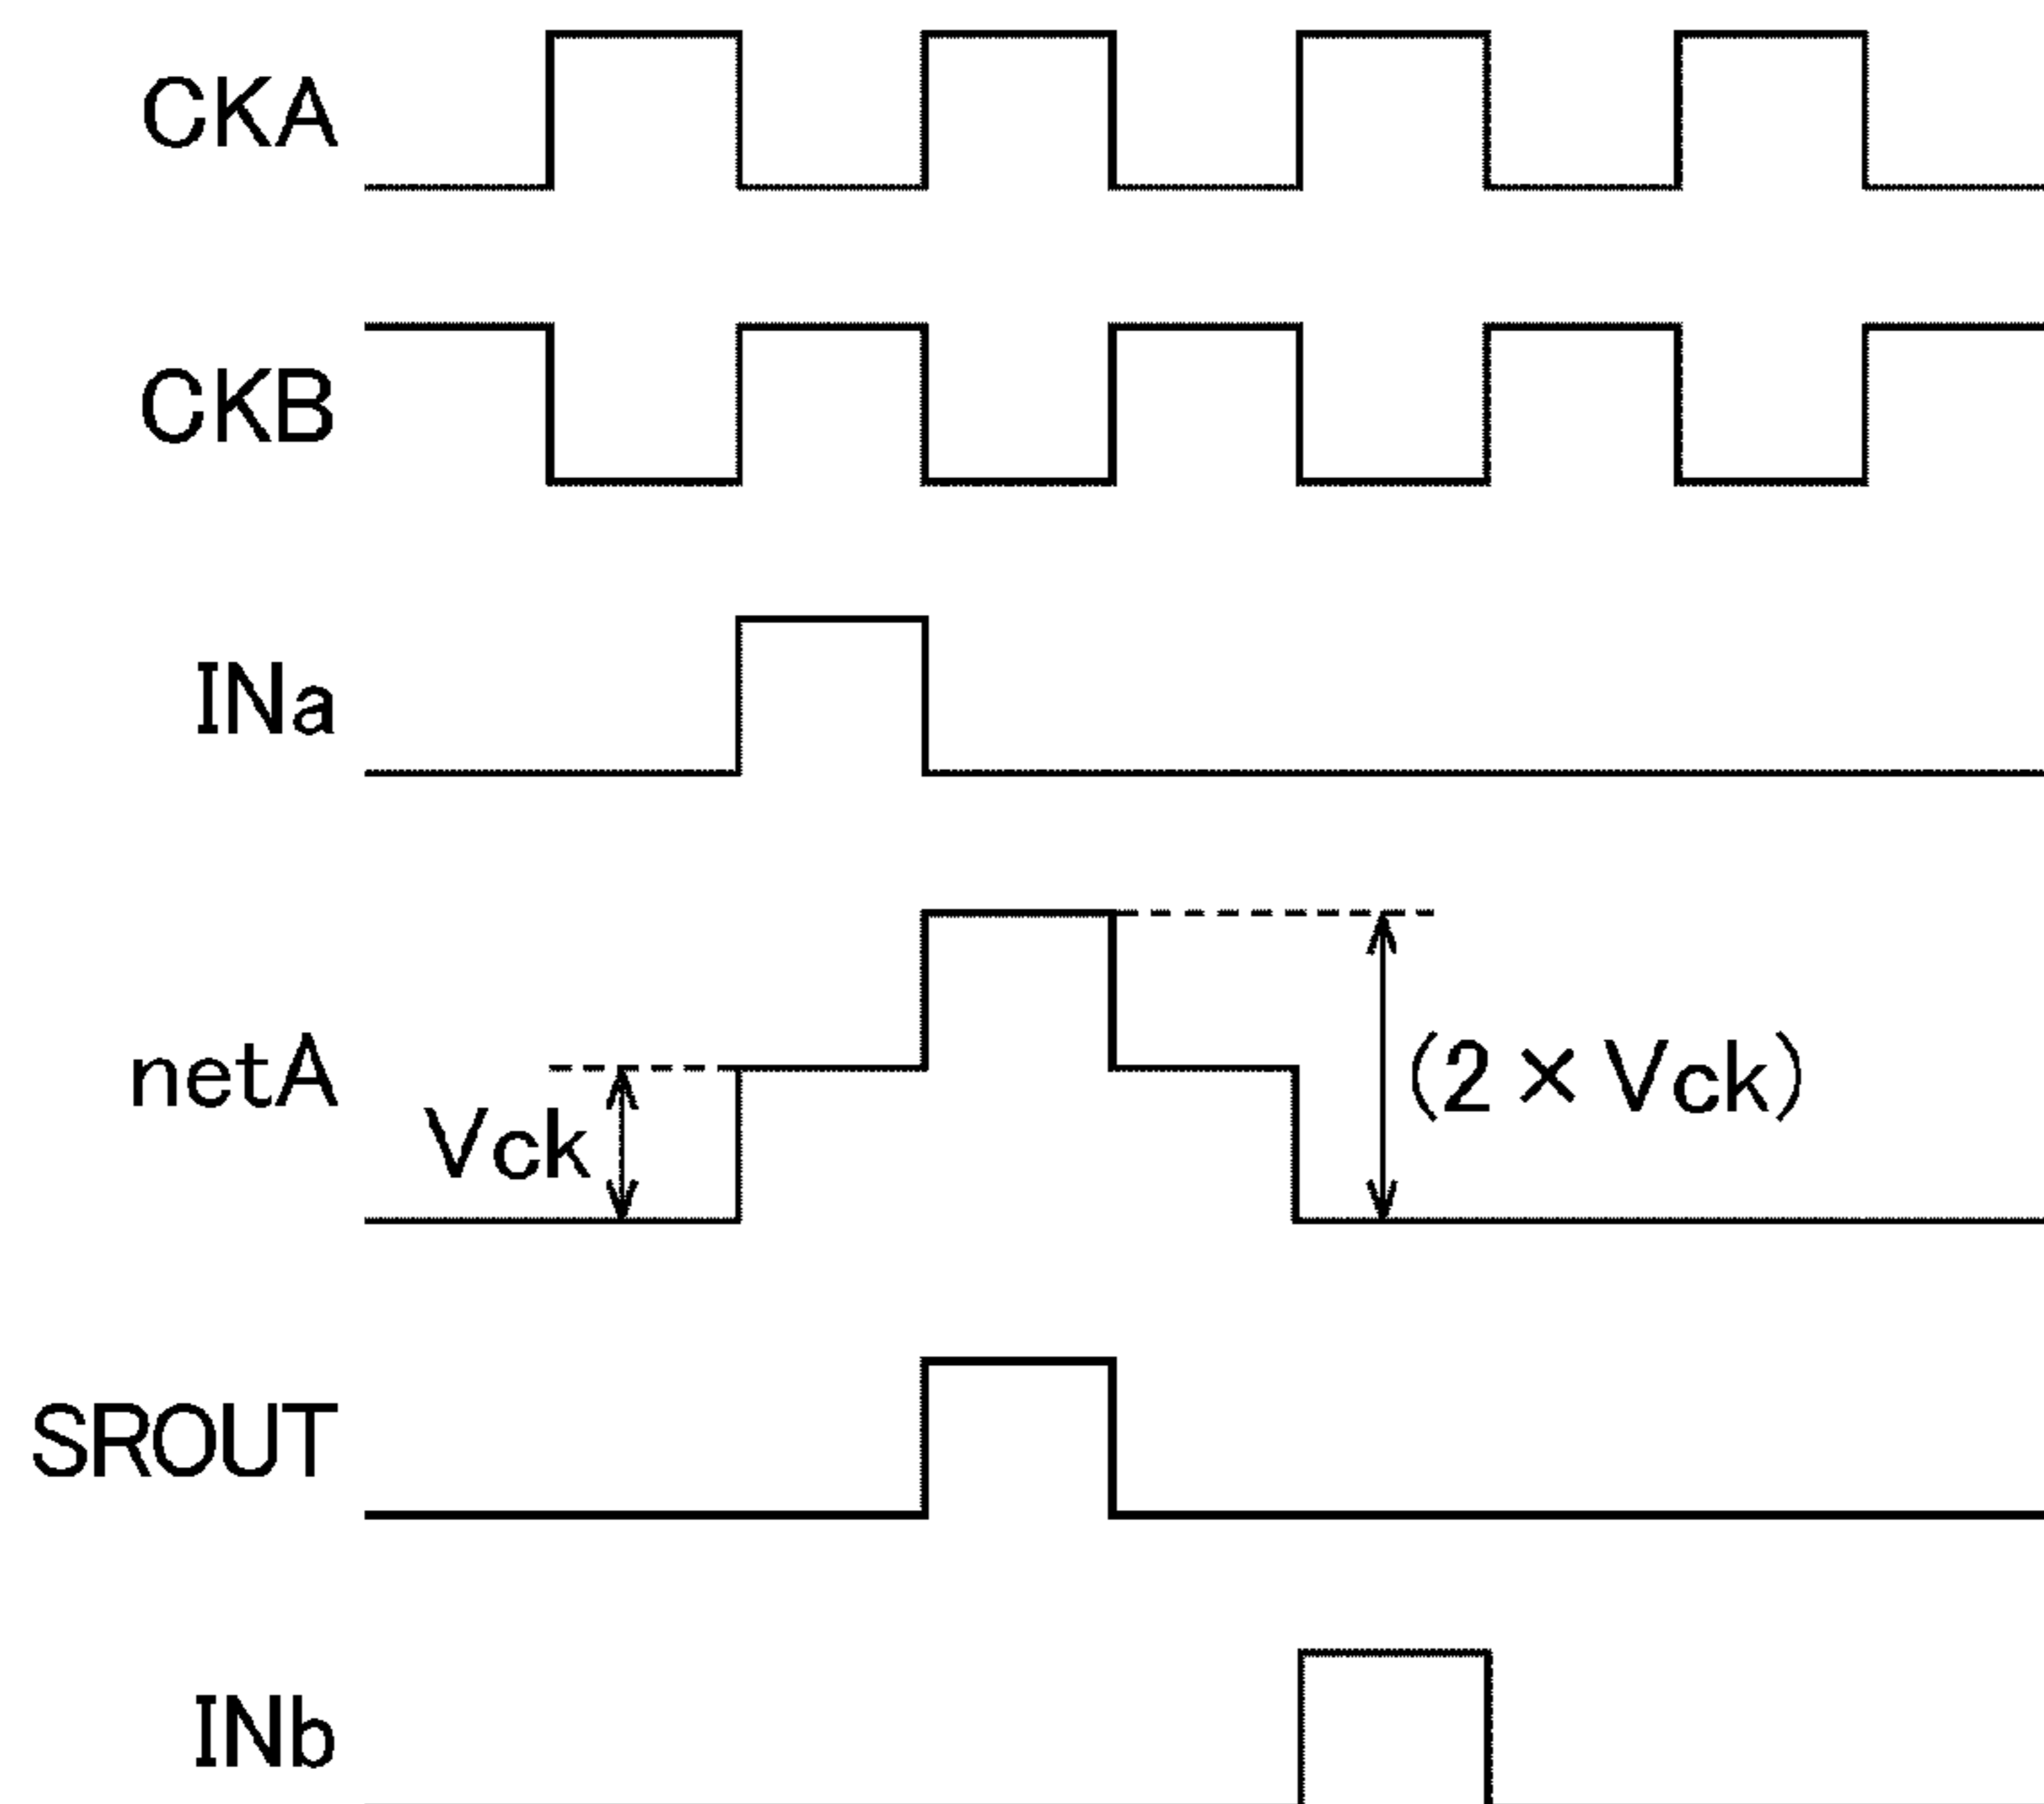 CKA
CKB
INa
netA
Vck
(2 × Vck)
SROUT
INb